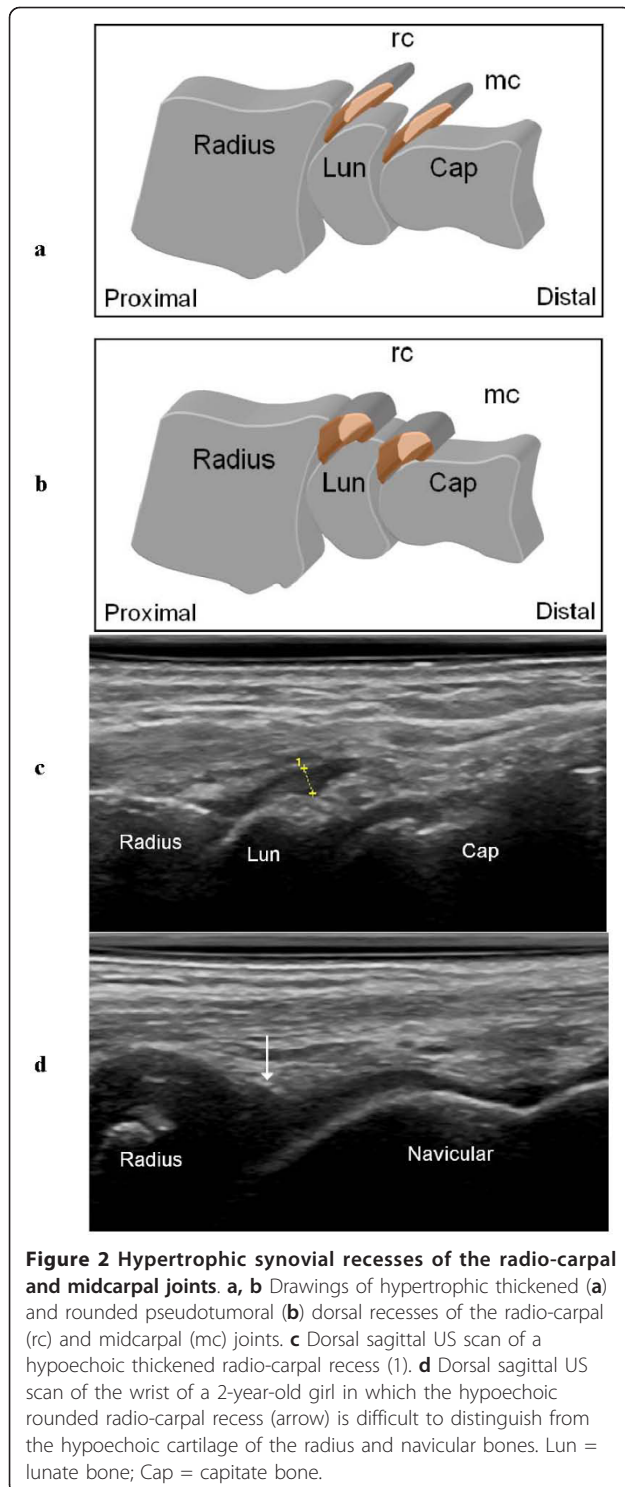 rc
mc
Radius
Lun
Cap
a
Proximal
Distal
rc
mc
Radius
Lun
Cap
b
Proximal
Distal
1
c
Radius
Lun
Cap
d
Radius
Navicular
Figure 2 Hypertrophic synovial recesses of the radio-carpal
and midcarpal joints. a, b Drawings of hypertrophic thickened (a)
and rounded pseudotumoral (b) dorsal recesses of the radio-carpal
(rc) and midcarpal (mc) joints. c Dorsal sagittal US scan of a
hypoechoic thickened radio-carpal recess (1). d Dorsal sagittal US
scan of the wrist of a 2-year-old girl in which the hypoechoic
rounded radio-carpal recess (arrow) is difficult to distinguish from
the hypoechoic cartilage of the radius and navicular bones. Lun =
lunate bone; Cap = capitate bone.